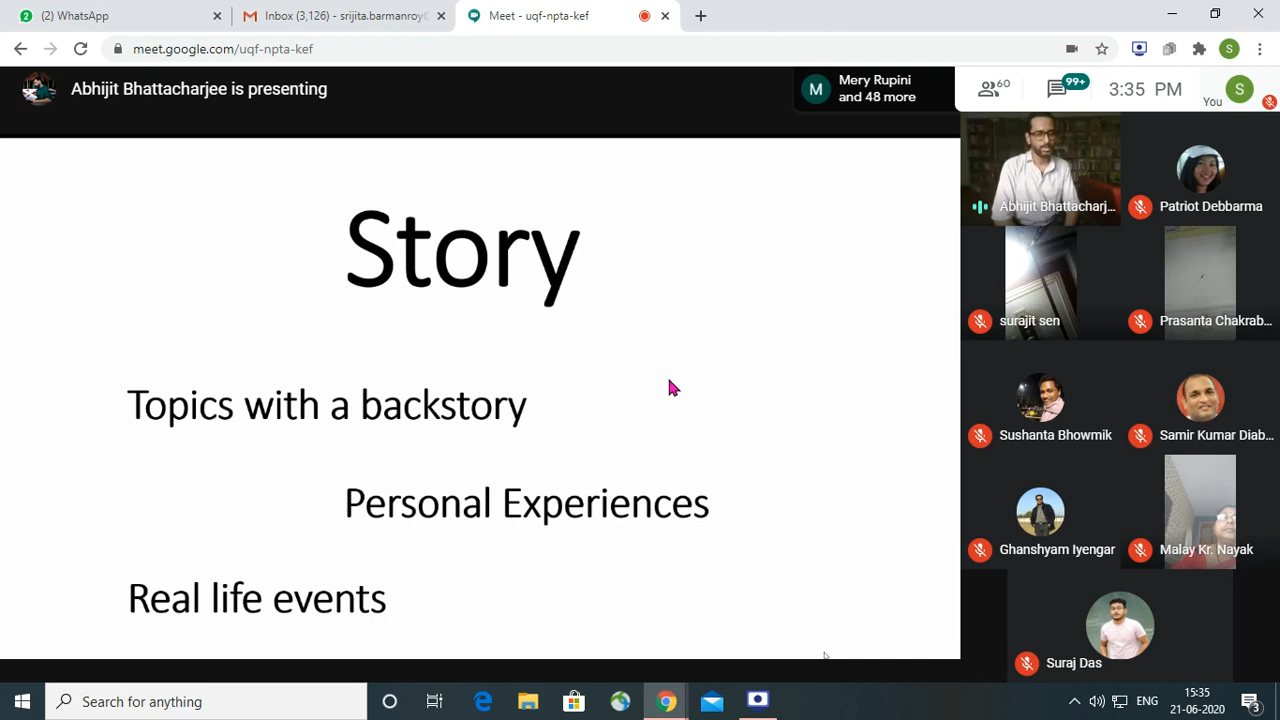 2
(2) WhatsApp
Inbox (3,126) - srijita.barmanroy@
Meet - uqf-npta-kef
meet.google.com/uqf-npta-kef
S
Abhijit Bhattacharjee is presenting
M
Mery Rupini
and 48 more
60
99+
3:35 PM
You
S
Story
Topics with a backstory
Personal Experiences
Real life events
Abhijit Bhattacharj...
Patriot Debbarma
surajit sen
Prasanta Chakrab...
Sushanta Bhowmik
Samir Kumar Diab...
Ghanshyam Iyengar
Malay Kr. Nayak
Suraj Das
Search for anything
ENG
15:35
21-06-2020
3